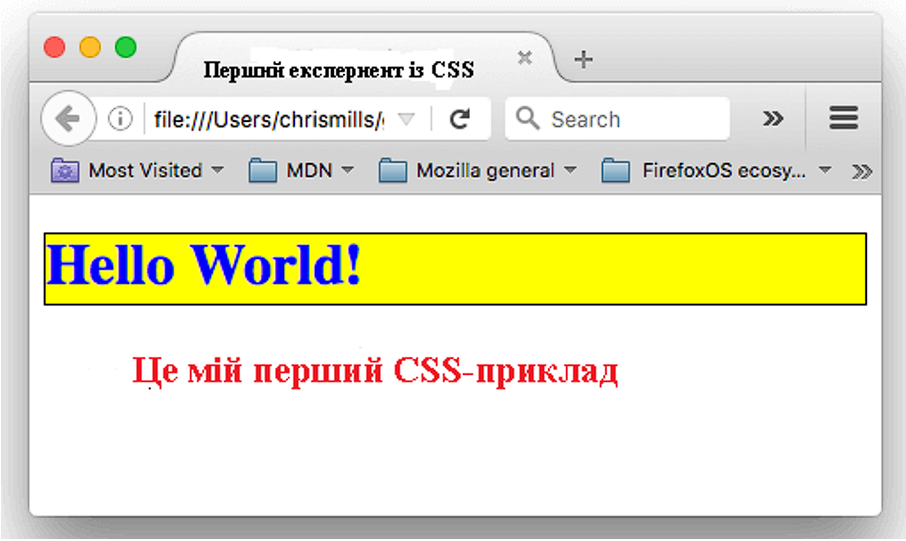 Перший експернент із CSS
file:///Users/chrismills/
Search
Most Visited
MDN
Mozilla general
FirefoxOS ecosy...
Hello World!
Це мій перший CSS-приклад